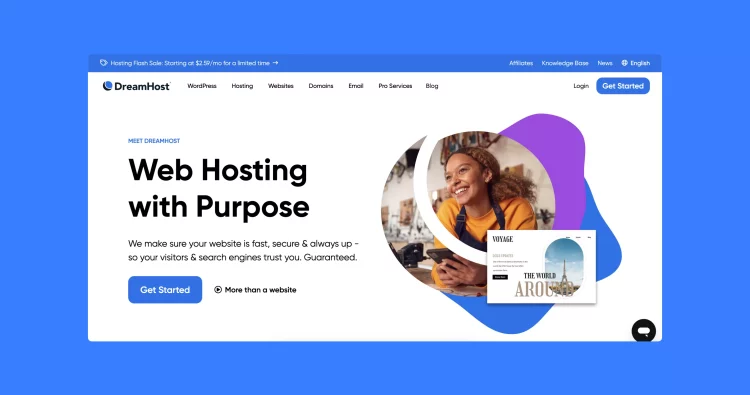 Hosting Flash Sale: Starting at $2.59/mo for a limited time →
Affiliates Knowledge Base News English
DreamHost
WordPress Hosting Websites Domains Email Pro Services Blog
Login Get Started
MEET DREAMHOST
Web Hosting
with Purpose
We make sure your website is fast, secure & always up -
so your visitors & search engines trust you. Guaranteed.
Get Started More than a website
VOYAGE
THE WORLD
AROUND